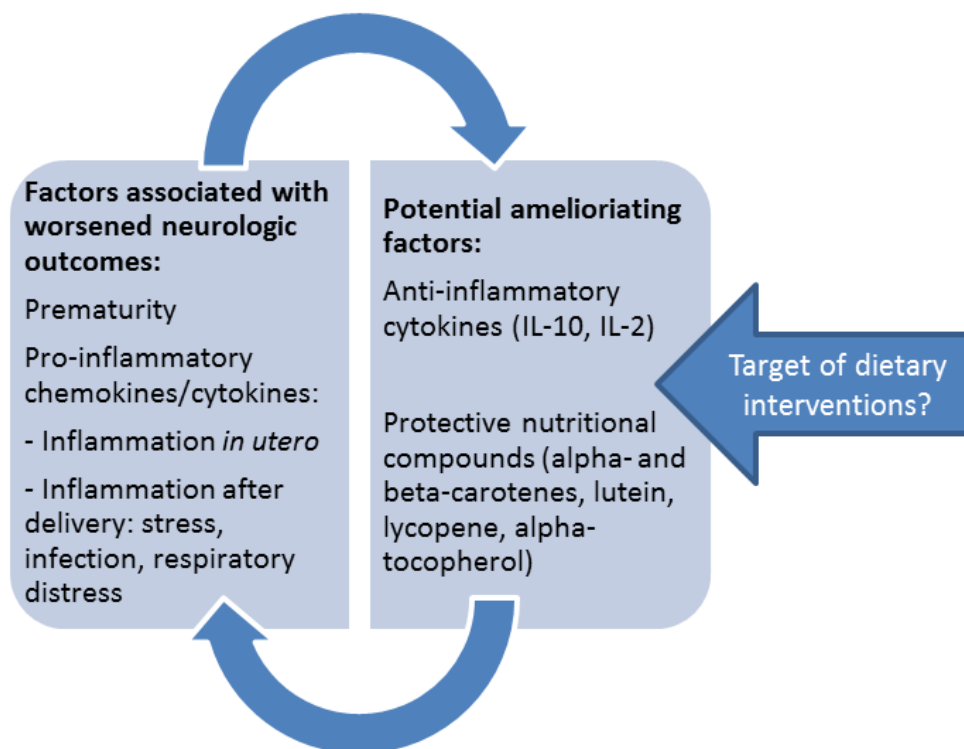 Factors associated with
worsened neurologic
outcomes:
Prematurity
Pro-inflammatory
chemokines/cytokines:
- Inflammation in utero
- Inflammation after
delivery: stress,
infection, respiratory
distress
Potential amelioriating
factors:
Anti-inflammatory
cytokines (IL-10, IL-2)
Protective nutritional
compounds (alpha- and
beta-carotenes, lutein,
lycopene, alpha-
tocopherol)
Target of dietary
interventions?